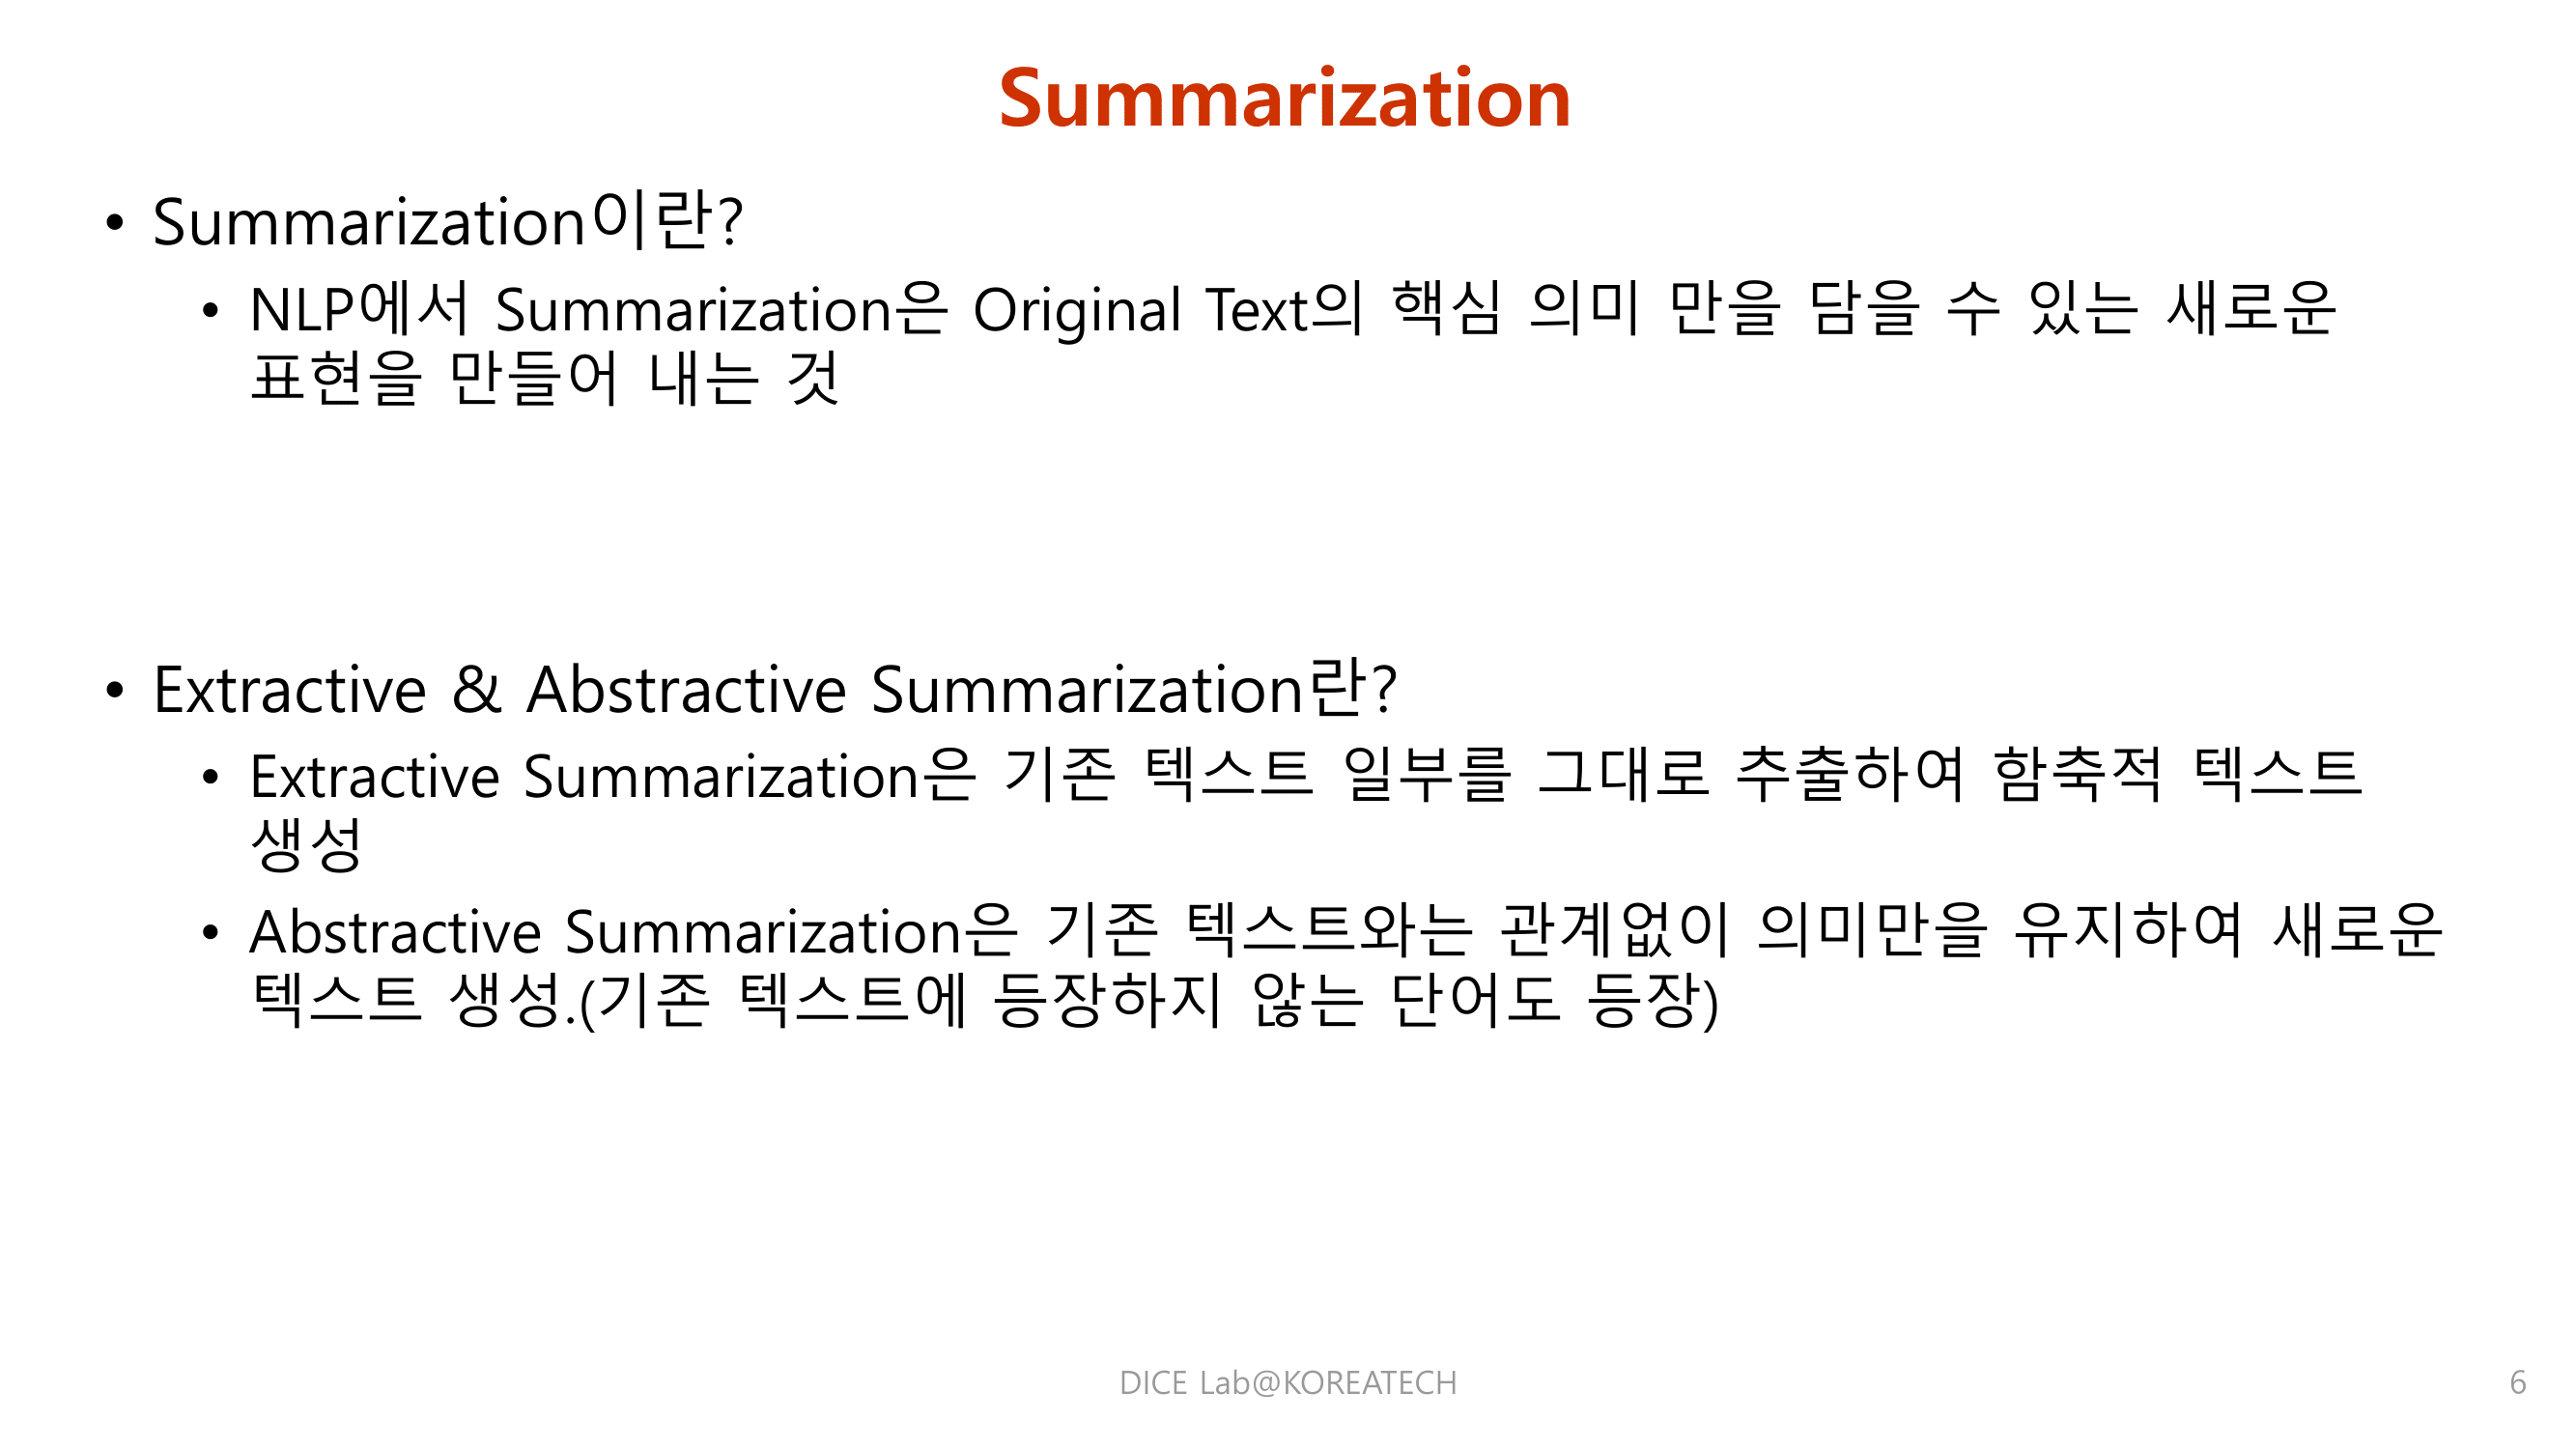 Summarization
• Summarization이란?
• NLP에서 Summarization은 Original Text의 핵심 의미 만을 담을 수 있는 새로운
표현을 만들어 내는 것
• Extractive & Abstractive Summarization란?
• Extractive Summarization은 기존 텍스트 일부를 그대로 추출하여 함축적 텍스트
생성
• Abstractive Summarization은 기존 텍스트와는 관계없이 의미만을 유지하여 새로운
텍스트 생성.(기존 텍스트에 등장하지 않는 단어도 등장)
DICE Lab@KOREATECH
6